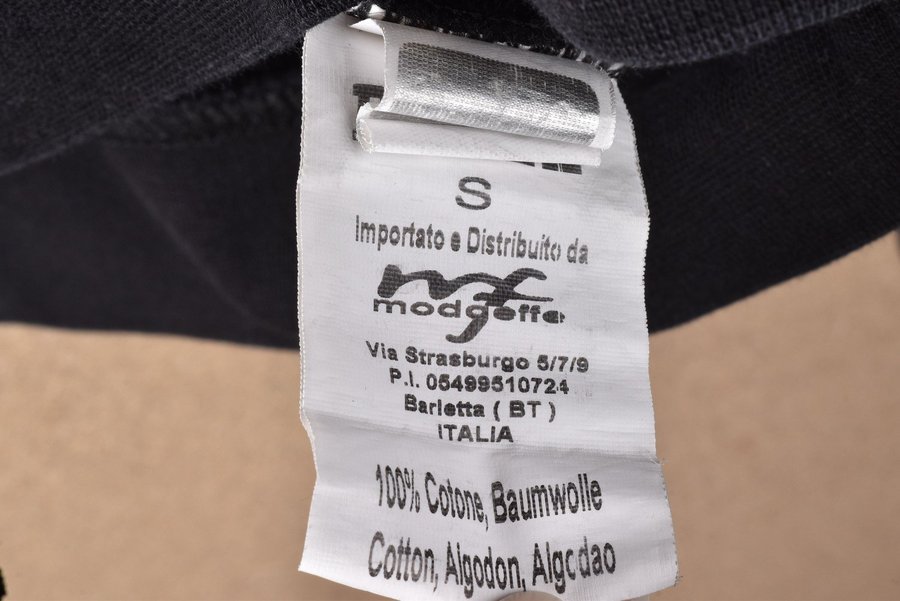 S
Importato e Distribuito da
mf
modaeffe
Via Strasburgo 5/7/9
P.I. 05499510724
Barletta ( BT )
ITALIA
100% Cotone, Baumwolle
Cotton, Algodon, Algodao